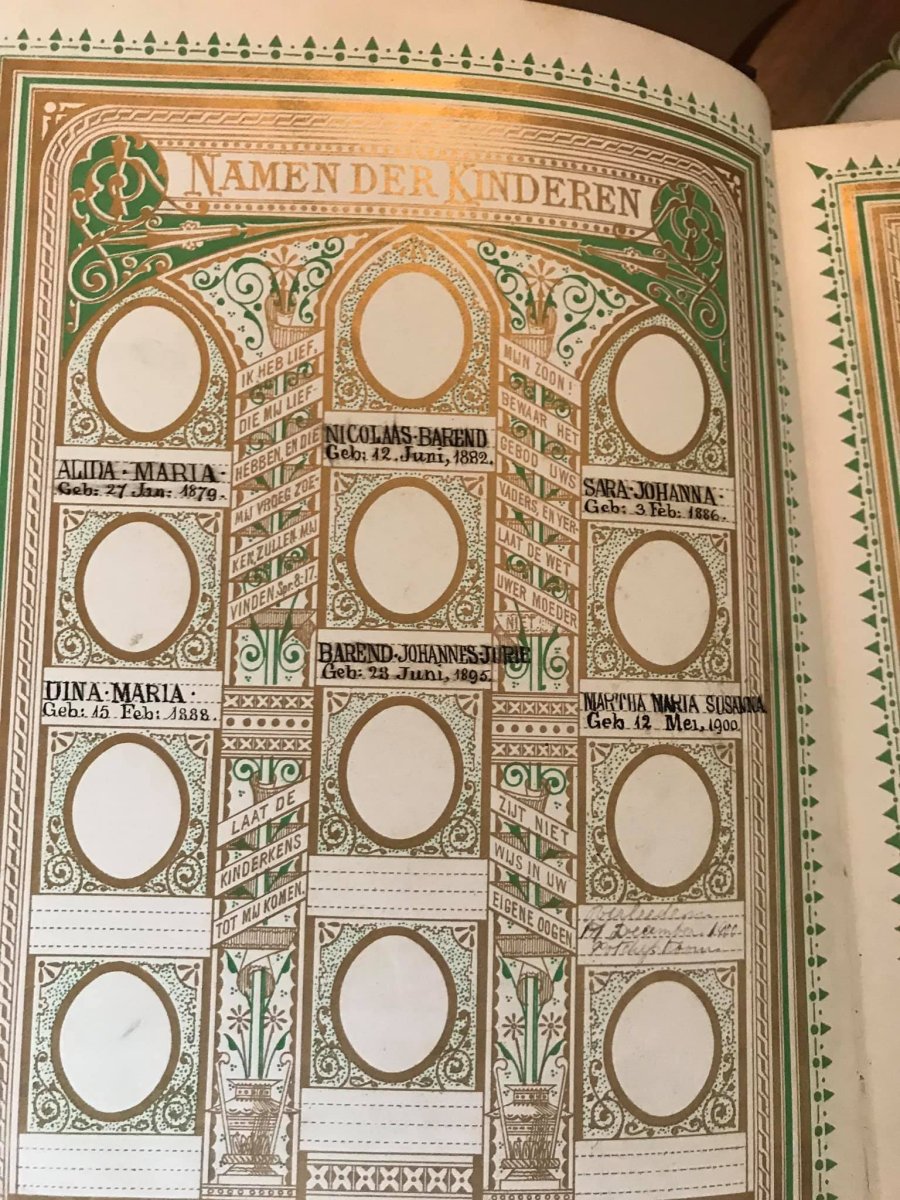 NAMEN DER KINDEREN
ALIDA · MARIA ·
Geb: 27 Jan: 1879.
NICOLAAS · BAREND
Geb: 12. Juni, 1882.
SARA · JOHANNA ·
Geb: 3 Feb: 1886.
DINA · MARIA ·
Geb: 15 Feb: 1888.
BAREND · JOHANNES · JURIE
Geb: 23 Juni, 1895.
MARTHA MARIA SUSANNA
Geb 12 Mei, 1900
IK HEB LIEF,
DIE MIJ LIEF-
HEBBEN, EN DIE
MIJ VROEG ZOE-
KEN, ZULLEN MIJ
VINDEN Spr. 8:17.
MIJN ZOON!
BEWAAR HET
GEBOD UWS
VADERS, EN VER-
LAAT DE WET
UWER MOEDER
NIET.
LAAT DE
KINDERKENS
TOT MIJ KOMEN.
ZIJT NIET
WIJS IN UW
EIGENE OOGEN
December